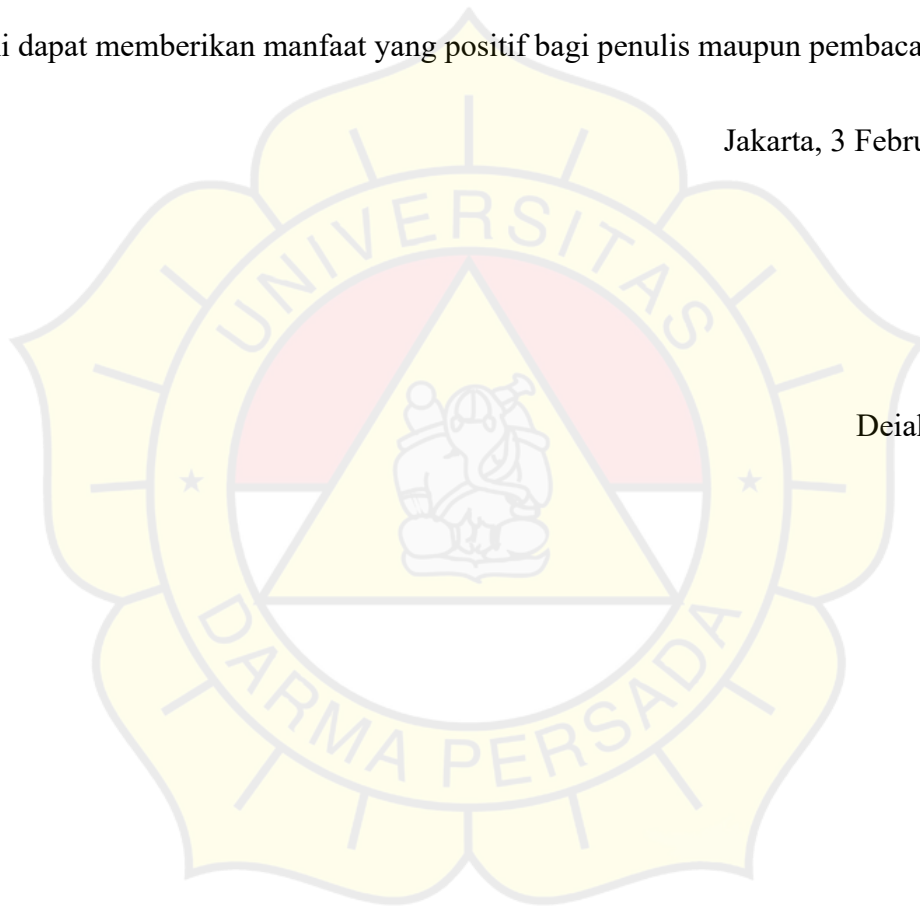 i dapat memberikan manfaat yang positif bagi penulis maupun pembaca
Jakarta, 3 Febru
UNIVERSITAS
Deial
DARMA PERSADA